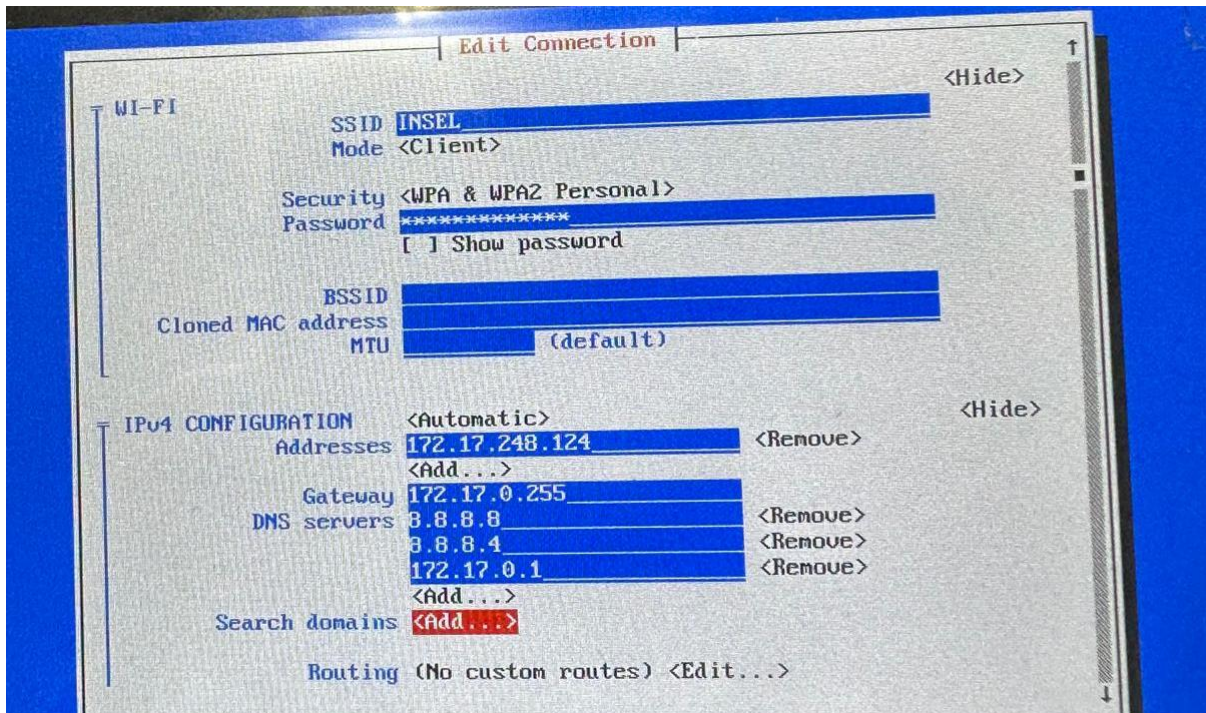 Edit Connection
<Hide>
WI-FI
SSID INSEL
Mode <Client>
Security <WPA & WPA2 Personal>
Password *************
[ ] Show password
BSSID
Cloned MAC address
MTU (default)
<Hide>
IPv4 CONFIGURATION <Automatic>
Addresses 172.17.248.124 <Remove>
<Add...>
Gateway 172.17.0.255
DNS servers 8.8.8.8 <Remove>
8.8.8.4 <Remove>
172.17.0.1 <Remove>
<Add...>
Search domains <Add...>
Routing (No custom routes) <Edit...>